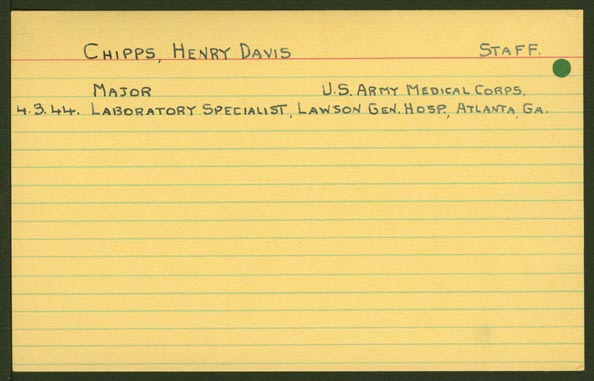 CHIPPS, HENRY DAVIS STAFF.
MAJOR U.S. ARMY MEDICAL CORPS.
4.3.44. LABORATORY SPECIALIST, LAWSON GEN. HOSP., ATLANTA, GA.